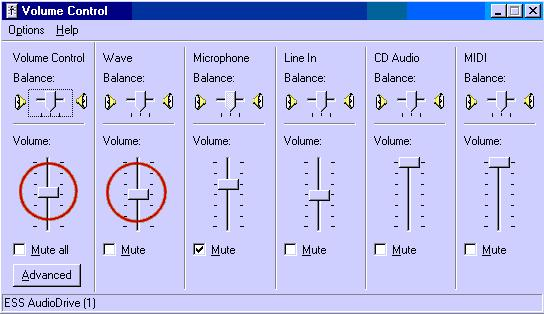 Volume Control
Options Help
Volume Control Wave Microphone Line In CD Audio MIDI
Balance: Balance: Balance: Balance: Balance: Balance:
Volume: Volume: Volume: Volume: Volume: Volume:
Mute all Mute Mute Mute Mute Mute
Advanced
ESS AudioDrive (1)